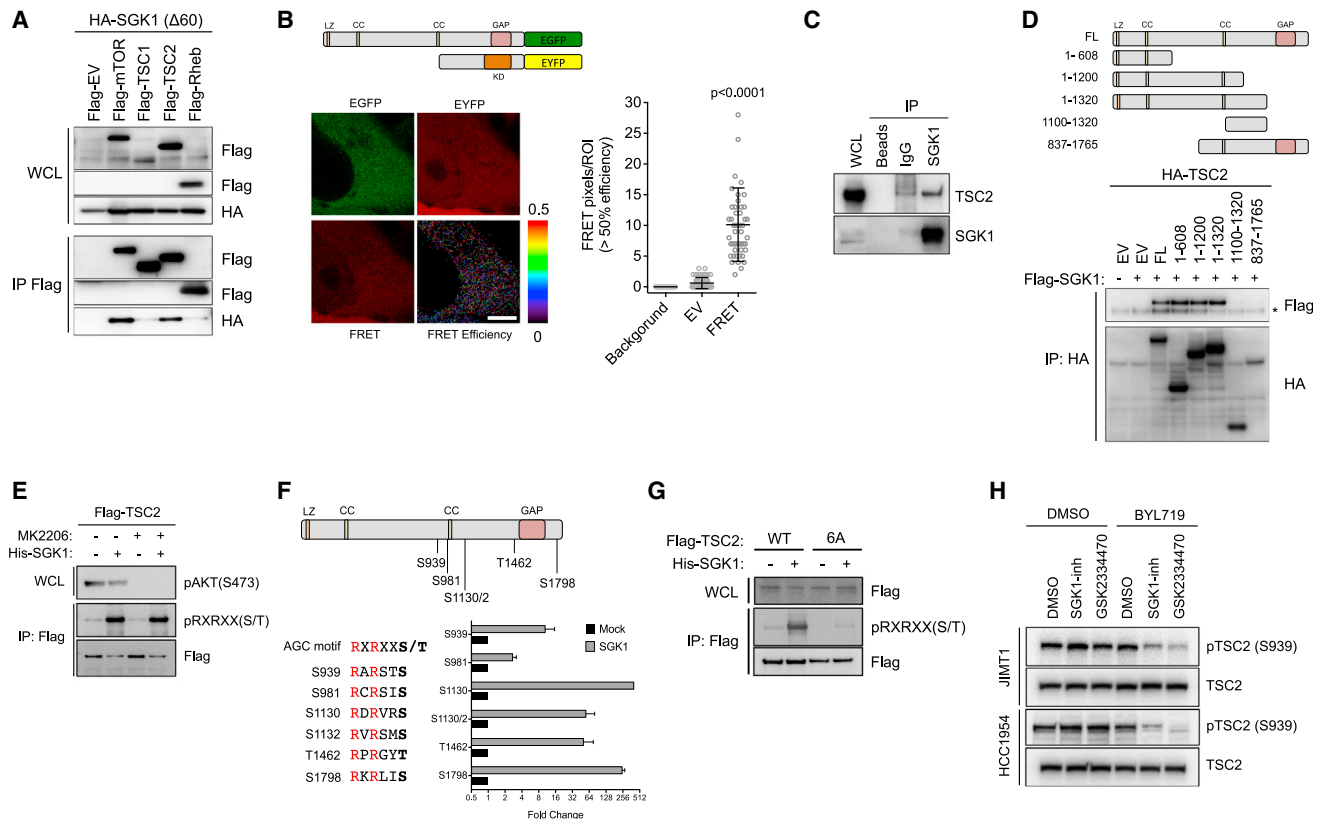 A
HA-SGK1 (Δ60)
Flag-EV
Flag-mTOR
Flag-TSC1
Flag-TSC2
Flag-Rheb
WCL
Flag
Flag
HA
IP Flag
Flag
Flag
HA
B
LZ CC CC GAP
EGFP
EYFP
KD
EGFP EYFP
FRET FRET Efficiency
0.5
0
p<0.0001
FRET pixels/ROI
(> 50% efficiency)
30
25
20
15
10
5
0
Backgorund
EV
FRET
C
IP
WCL
Beads
IgG
SGK1
TSC2
SGK1
D
LZ CC CC GAP
FL
1- 608
1-1200
1-1320
1100-1320
837-1765
HA-TSC2
EV
EV
FL
1-608
1-1200
1-1320
1100-1320
837-1765
Flag-SGK1: - + + + + + + +
Flag
*
IP: HA
HA
E
Flag-TSC2
MK2206: - - + +
His-SGK1: - + - +
WCL
pAKT(S473)
IP: Flag
pRXRXX(S/T)
Flag
F
LZ CC CC GAP
S939
S981
S1130/2
T1462
S1798
AGC motif RXRXXS/T
S939 RARSTS
S981 RCRSIS
S1130 RDRVRS
S1132 RVRSMS
T1462 RPRGYT
S1798 RKRLIS
Mock
SGK1
S939
S981
S1130
S1130/2
T1462
S1798
0.5 1 2 4 8 16 32 64 128 256 512
Fold Change
G
Flag-TSC2: WT 6A
His-SGK1: - + - +
WCL
Flag
IP: Flag
pRXRXX(S/T)
Flag
H
DMSO BYL719
DMSO
SGK1-inh
GSK2334470
DMSO
SGK1-inh
GSK2334470
JIMT1
pTSC2 (S939)
TSC2
HCC1954
pTSC2 (S939)
TSC2